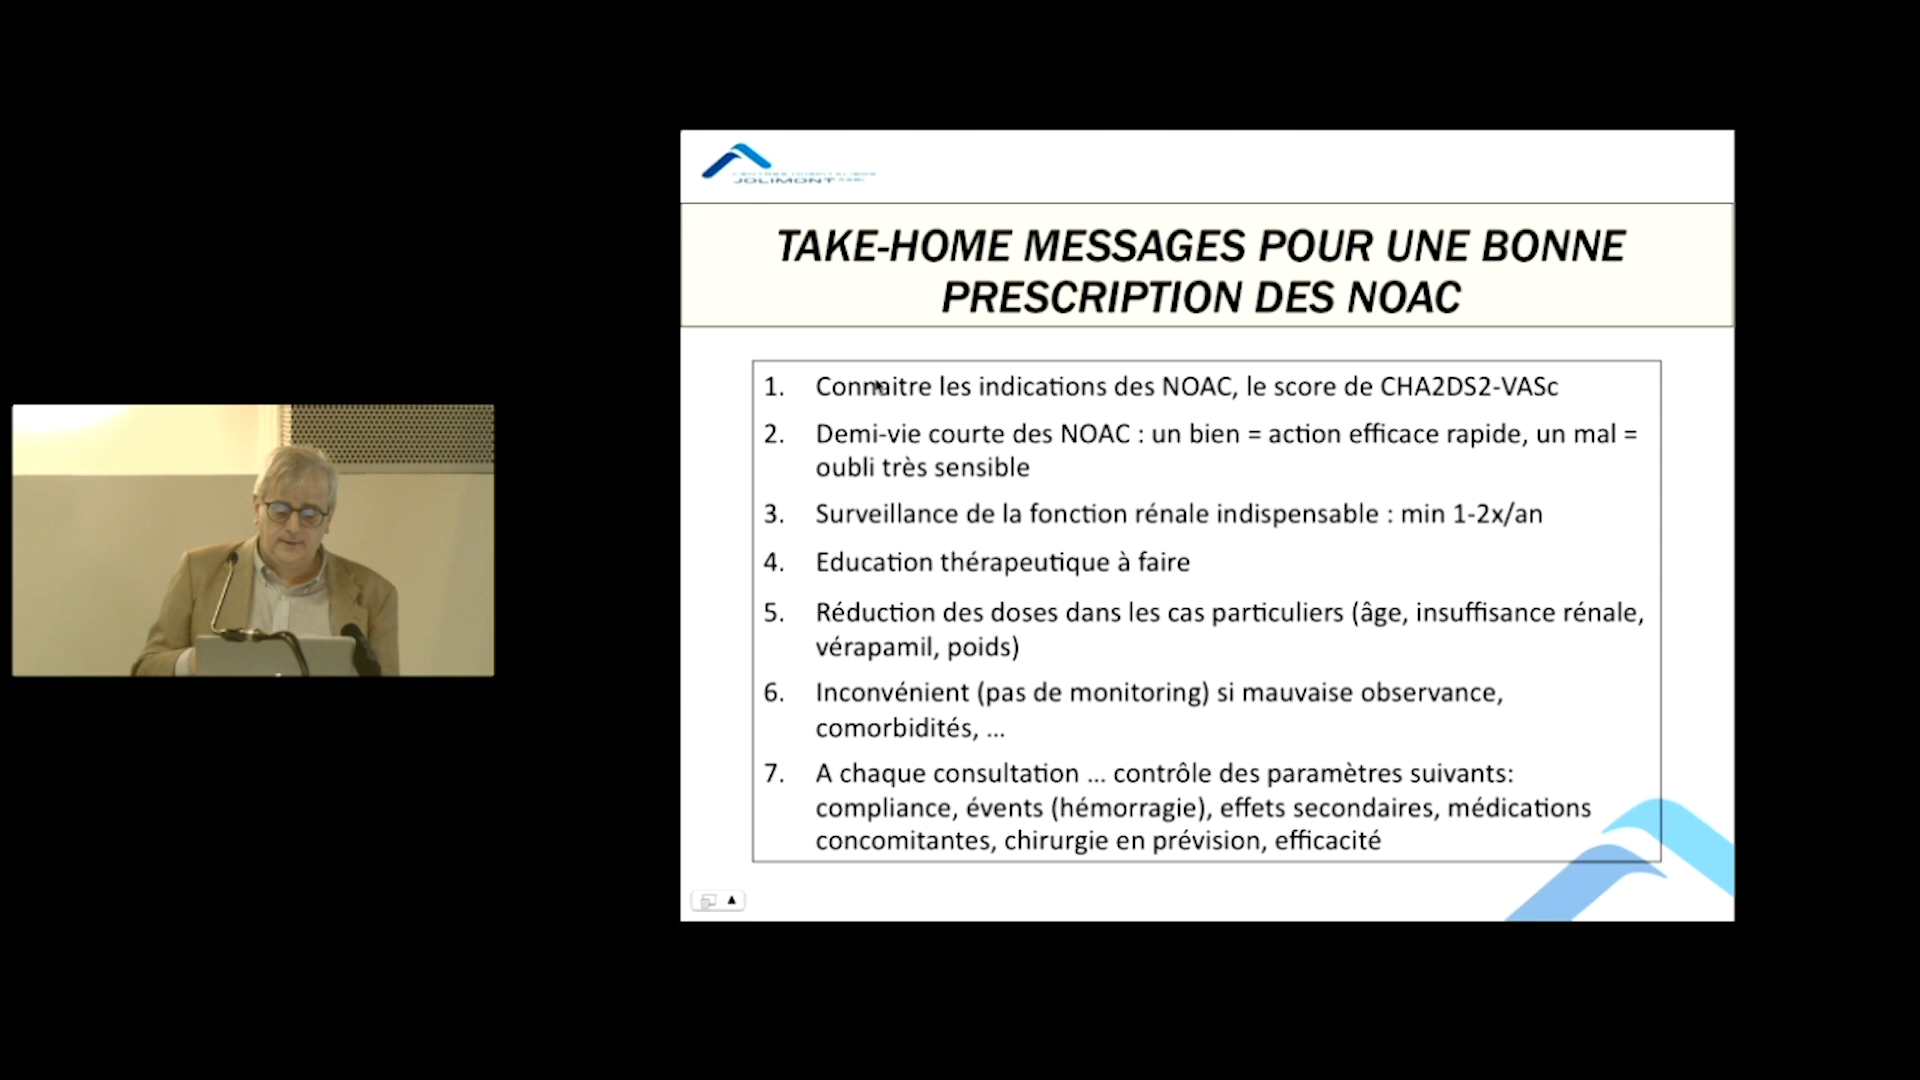 CENTRES HOSPITALIERS
JOLIMONT ASBL
TAKE-HOME MESSAGES POUR UNE BONNE
PRESCRIPTION DES NOAC
1. Connaitre les indications des NOAC, le score de CHA2DS2-VASc
2. Demi-vie courte des NOAC : un bien = action efficace rapide, un mal =
oubli très sensible
3. Surveillance de la fonction rénale indispensable : min 1-2x/an
4. Education thérapeutique à faire
5. Réduction des doses dans les cas particuliers (âge, insuffisance rénale,
vérapamil, poids)
6. Inconvénient (pas de monitoring) si mauvaise observance,
comorbidités, ...
7. A chaque consultation ... contrôle des paramètres suivants:
compliance, évents (hémorragie), effets secondaires, médications
concomitantes, chirurgie en prévision, efficacité